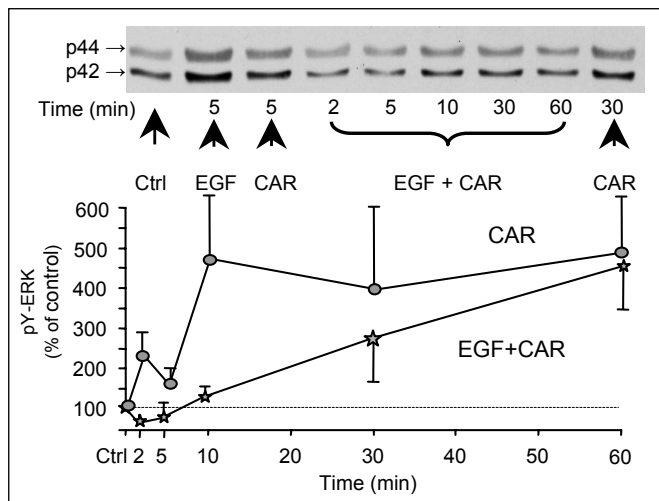 p44 →
p42 →
Time (min) 5 5 2 5 10 30 60 30
Ctrl EGF CAR EGF + CAR CAR
600
500
400
300
200
100
pY-ERK
(% of control)
CAR
EGF+CAR
Ctrl 2 5 10 20 30 40 50 60
Time (min)